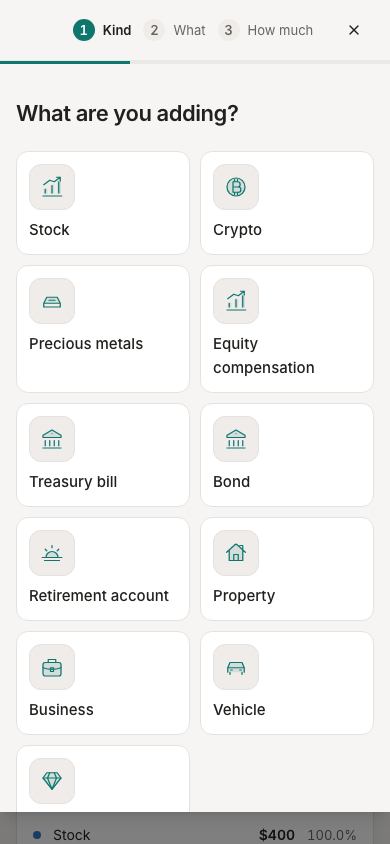 1 Kind 2 What 3 How much ✕
What are you adding?
Stock
Crypto
Precious metals
Equity
compensation
Treasury bill
Bond
Retirement account
Property
Business
Vehicle
Stock $400 100.0%